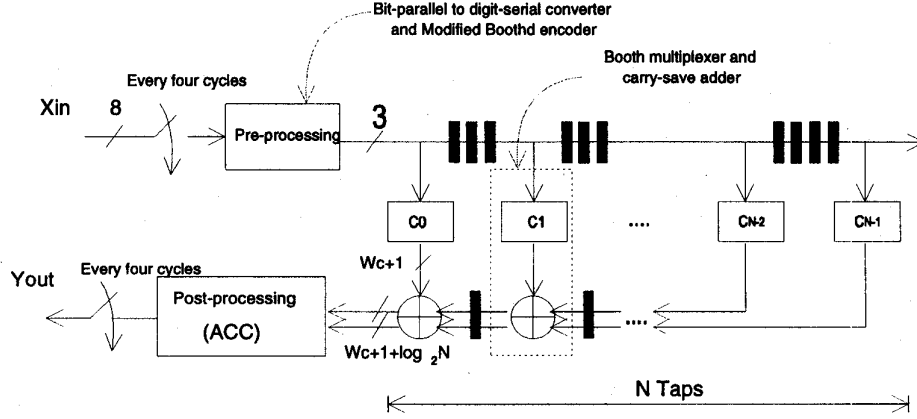 Bit-parallel to digit-serial converter
and Modified Boothd encoder
Booth multiplexer and
carry-save adder
Every four cycles
Xin
8
Pre-processing
3
C0
C1
....
CN-2
CN-1
Wc+1
Every four cycles
Yout
Post-processing
(ACC)
....
Wc+1+log 2N
N Taps